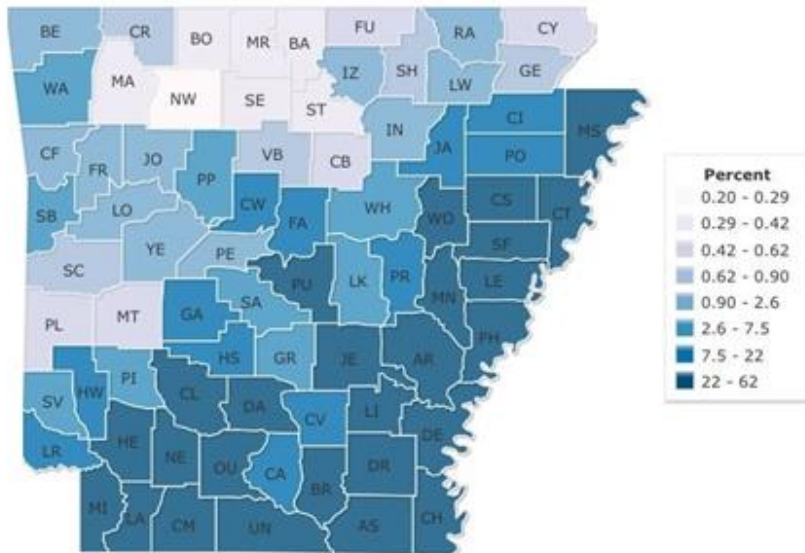 BE CR BO MR BA FU RA CY
WA MA NW SE ST IZ SH LW GE
CF FR JO PP VB CB IN JA CI MS
PO
SB LO CW FA WH WO CS CT
SC YE PE PU LK PR MN SF LE
PL MT GA SA HS GR JE AR PH
SV HW PI CL DA CV LI DE
LR HE NE OU CA BR DR
MI LA CM UN AS CH
Percent
0.20 - 0.29
0.29 - 0.42
0.42 - 0.62
0.62 - 0.90
0.90 - 2.6
2.6 - 7.5
7.5 - 22
22 - 62